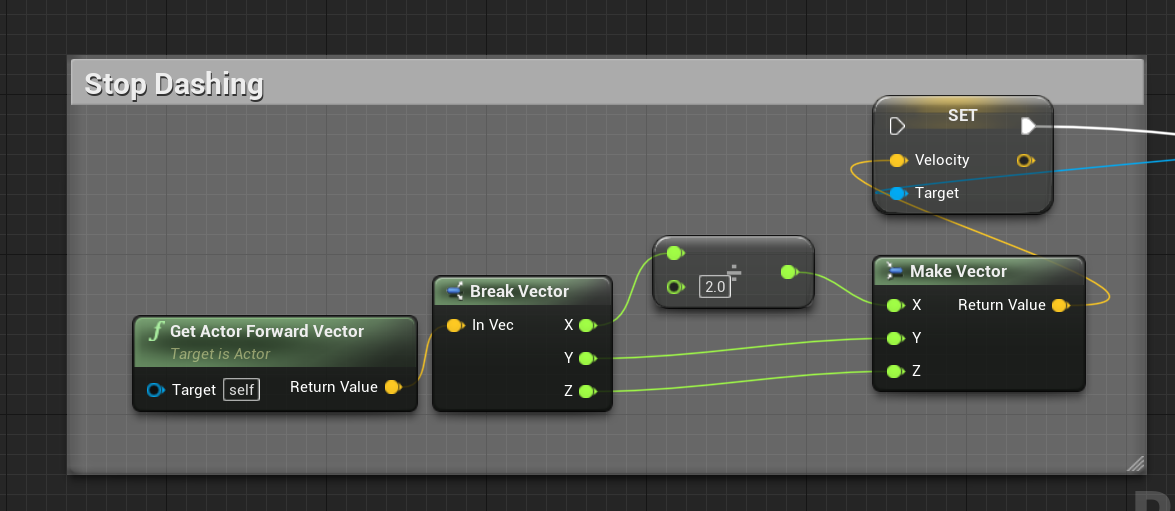 Stop Dashing
SET
Velocity
Target
2.0
Make Vector
X Return Value
Y
Z
Break Vector
In Vec X
Y
Z
f Get Actor Forward Vector
Target is Actor
Target self Return Value